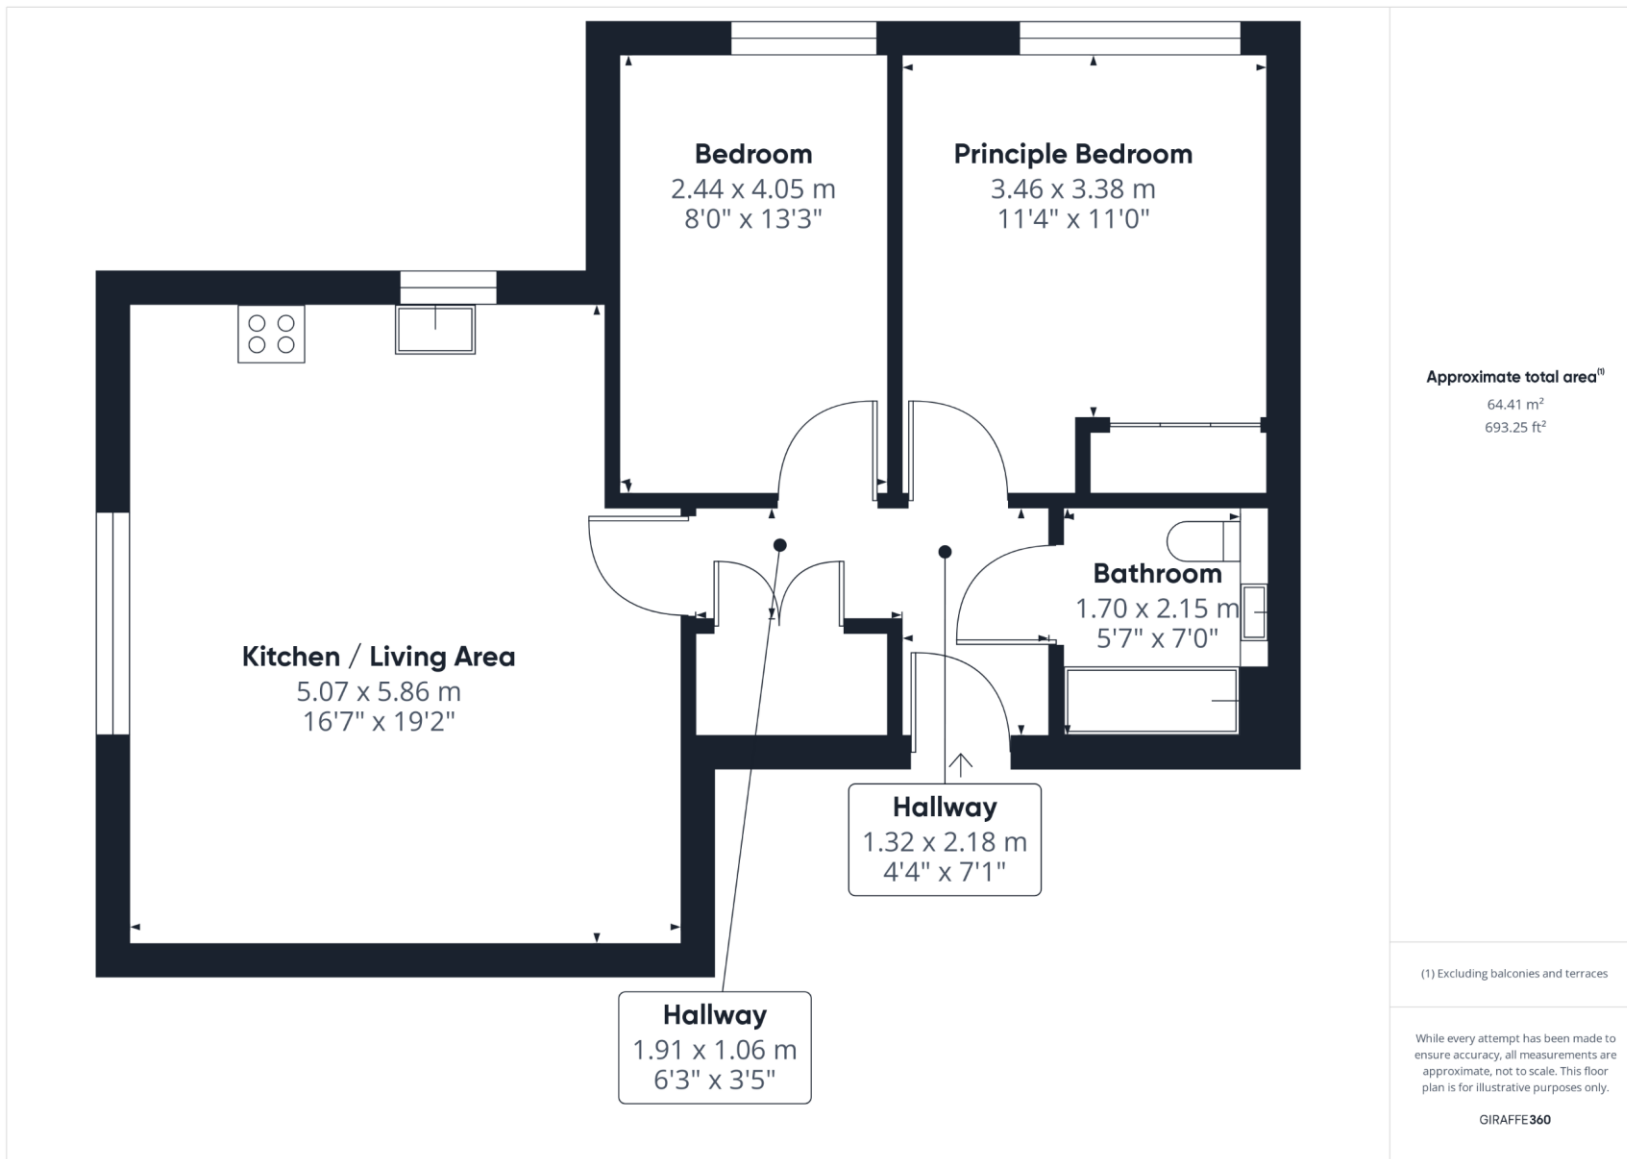 Bedroom
2.44 x 4.05 m
8'0" x 13'3"
Principle Bedroom
3.46 x 3.38 m
11'4" x 11'0"
Kitchen / Living Area
5.07 x 5.86 m
16'7" x 19'2"
Bathroom
1.70 x 2.15 m
5'7" x 7'0"
Hallway
1.32 x 2.18 m
4'4" x 7'1"
Hallway
1.91 x 1.06 m
6'3" x 3'5"
Approximate total area⁽¹⁾
64.41 m²
693.25 ft²
(1) Excluding balconies and terraces
While every attempt has been made to
ensure accuracy, all measurements are
approximate, not to scale. This floor
plan is for illustrative purposes only.
GIRAFFE360